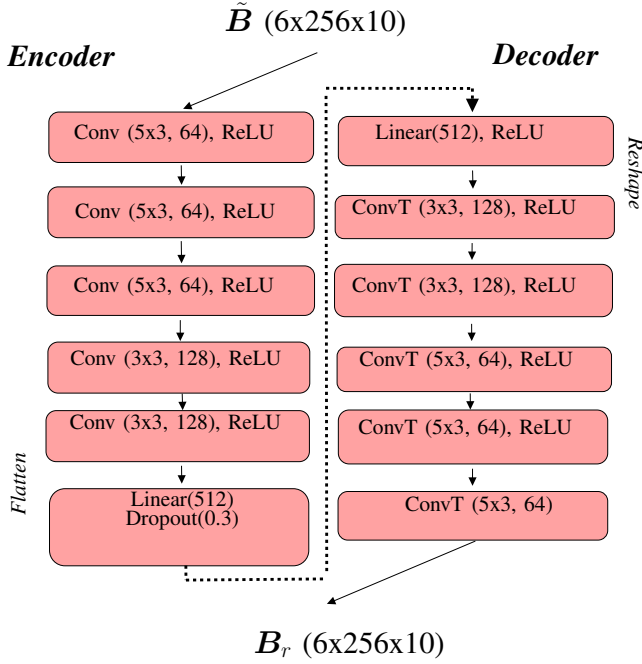 B̃ (6x256x10)
Encoder
Conv (5x3, 64), ReLU
Conv (5x3, 64), ReLU
Conv (5x3, 64), ReLU
Conv (3x3, 128), ReLU
Conv (3x3, 128), ReLU
Flatten
Linear(512)
Dropout(0.3)
Decoder
Linear(512), ReLU
Reshape
ConvT (3x3, 128), ReLU
ConvT (3x3, 128), ReLU
ConvT (5x3, 64), ReLU
ConvT (5x3, 64), ReLU
ConvT (5x3, 64)
B_r (6x256x10)